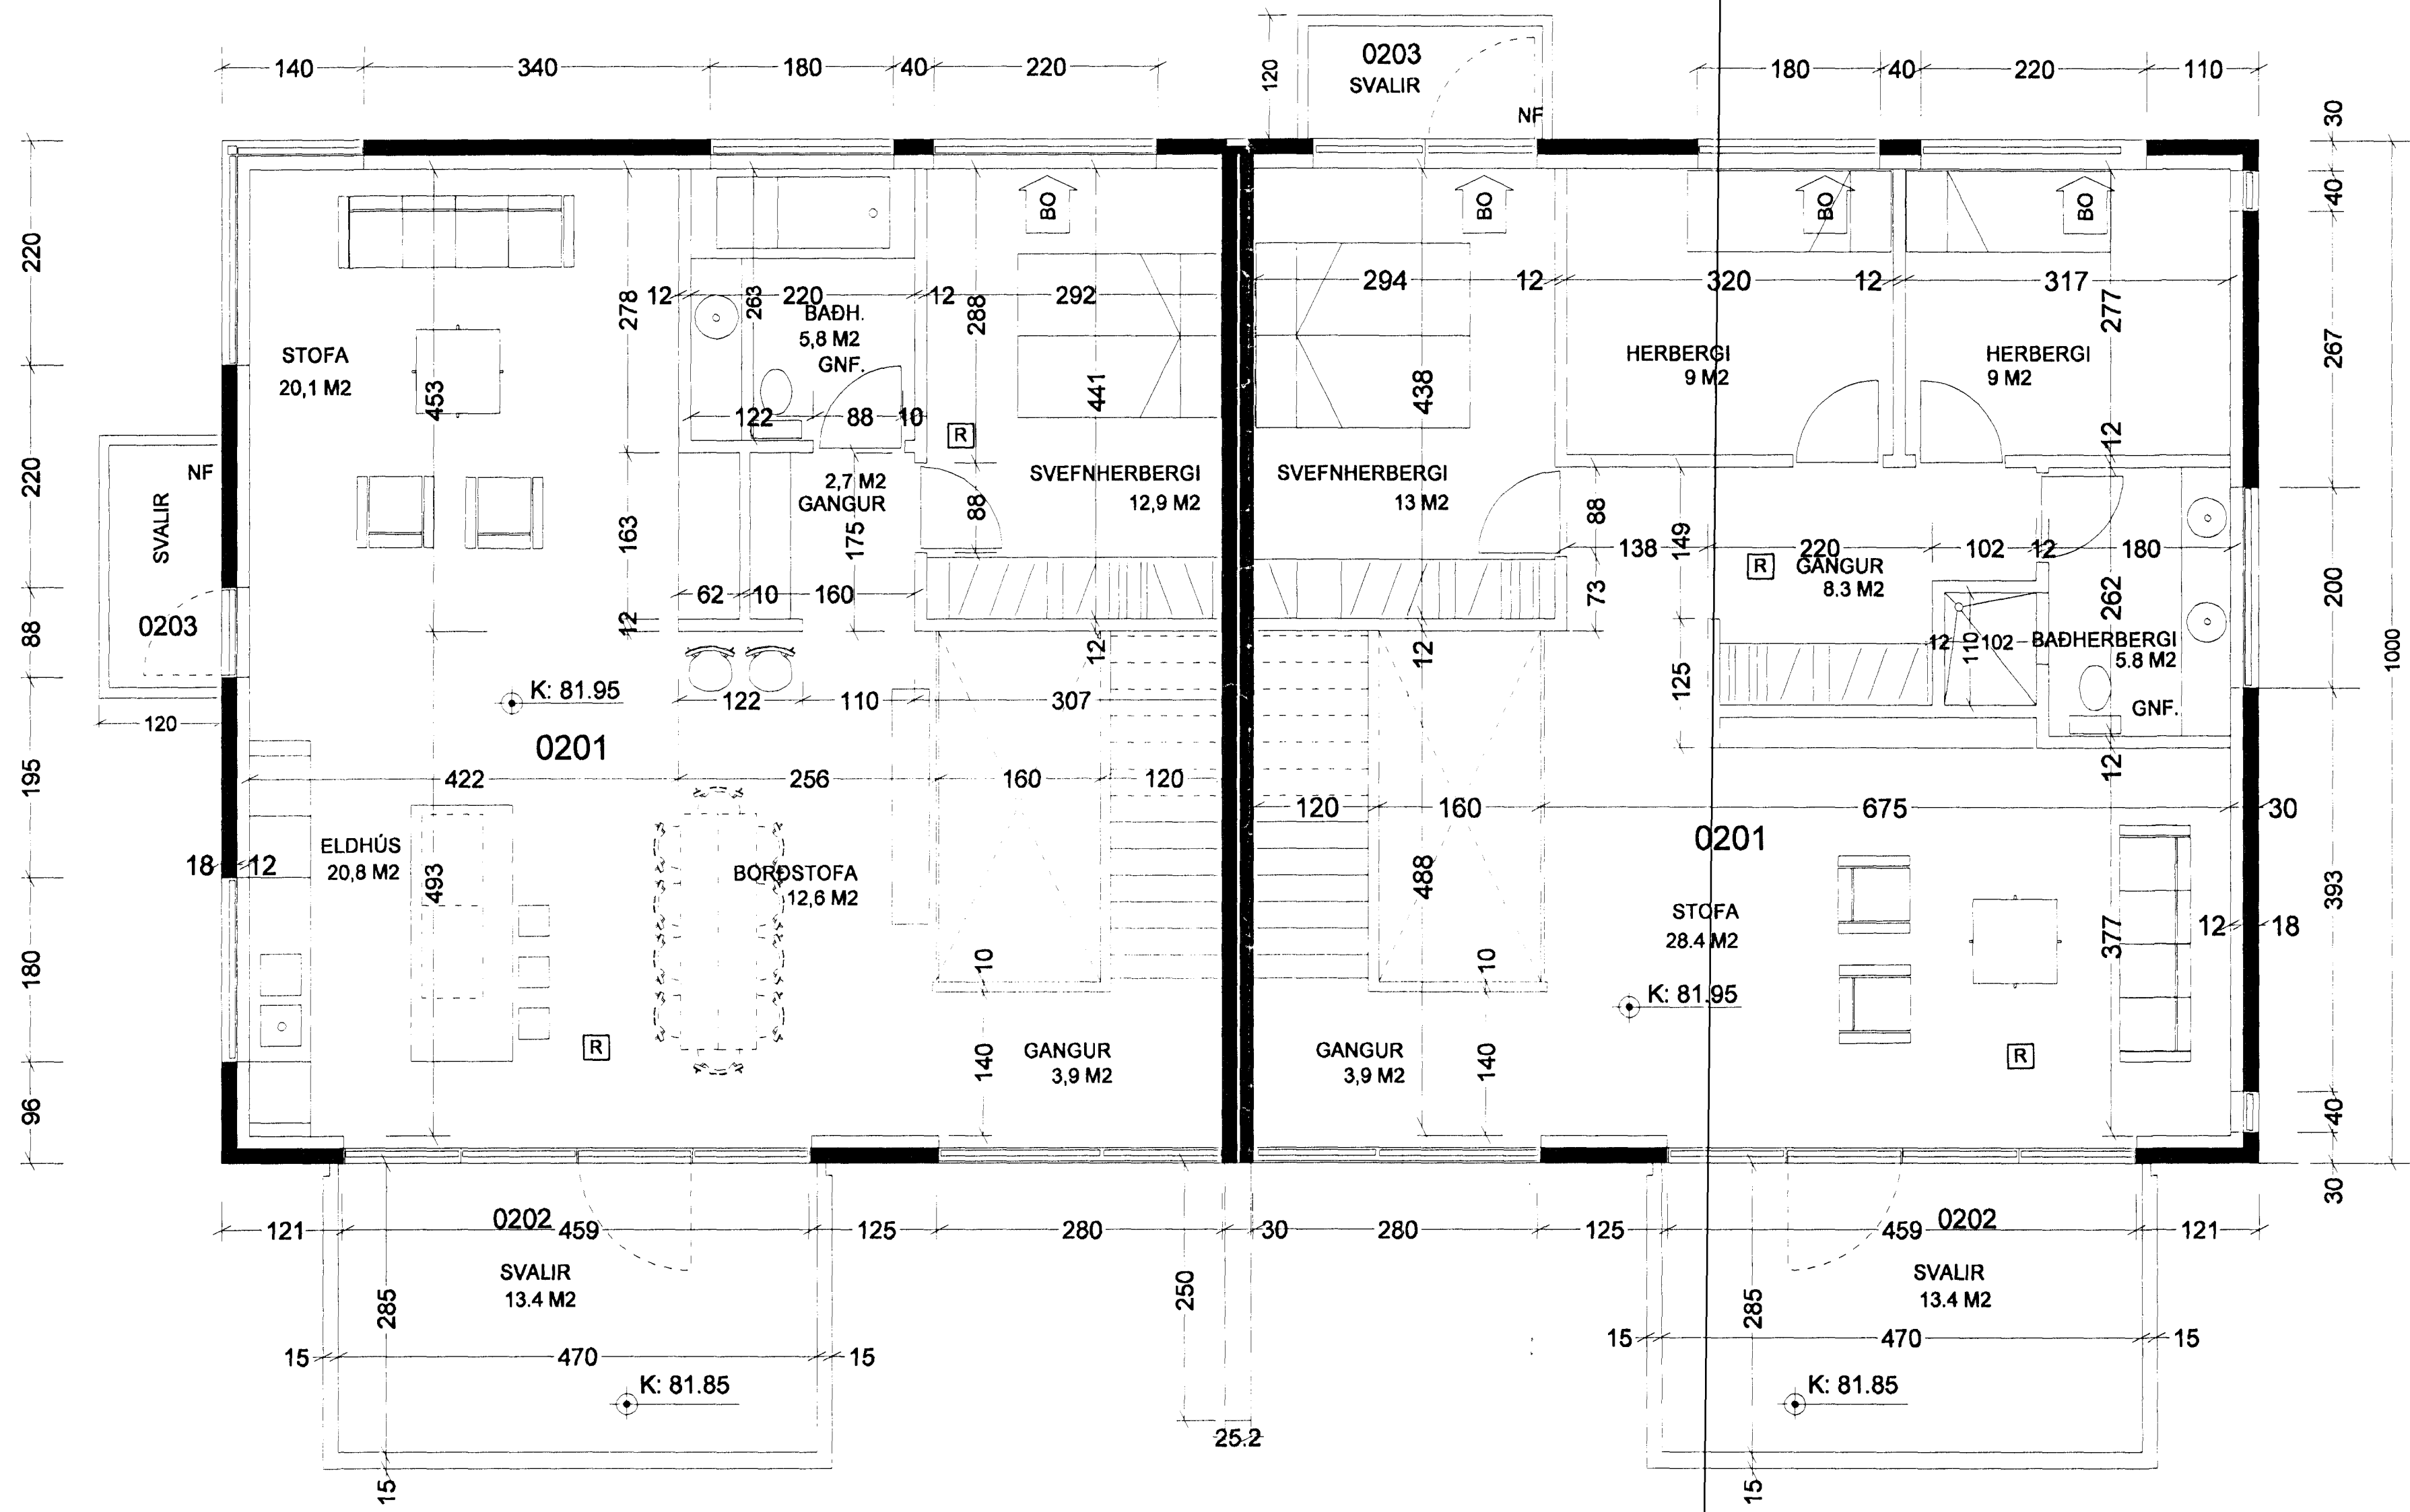 0203
SVALIR
NF
120
140 340 180 40 220
180 40 220 110
30
40
267
200
393
40
30
1000
220
220
88
195
180
96
BO
BO
BO
BO
12 220 12 292
294 12 320 12 317
278
263
288
277
BAÐH.
5,8 M2
GNF.
STOFA
20,1 M2
HERBERGI
9 M2
HERBERGI
9 M2
453
441
438
122 88 10
R
12
NF
SVALIR
0203
120
2,7 M2
GANGUR
SVEFNHERBERGI
12,9 M2
SVEFNHERBERGI
13 M2
163
175
88
88
149
138 220 102 12 180
R
GANGUR
8.3 M2
262
62 10 160
73
12
12
12
110
12 102
BAÐHERBERGI
5.8 M2
GNF.
125
12
K: 81.95
122 110 307
0201
422 256 160 120
120 160 675 30
0201
ELDHÚS
20,8 M2
18 12
493
BORÐSTOFA
12,6 M2
488
STOFA
28.4 M2
377
12 18
10
10
K: 81.95
R
R
GANGUR
3,9 M2
GANGUR
3,9 M2
140
140
121 459 125 280 30 280 125 459 121
0202
0202
SVALIR
13.4 M2
SVALIR
13.4 M2
285
250
285
15 470 15
15 470 15
K: 81.85
K: 81.85
25.2
15
15